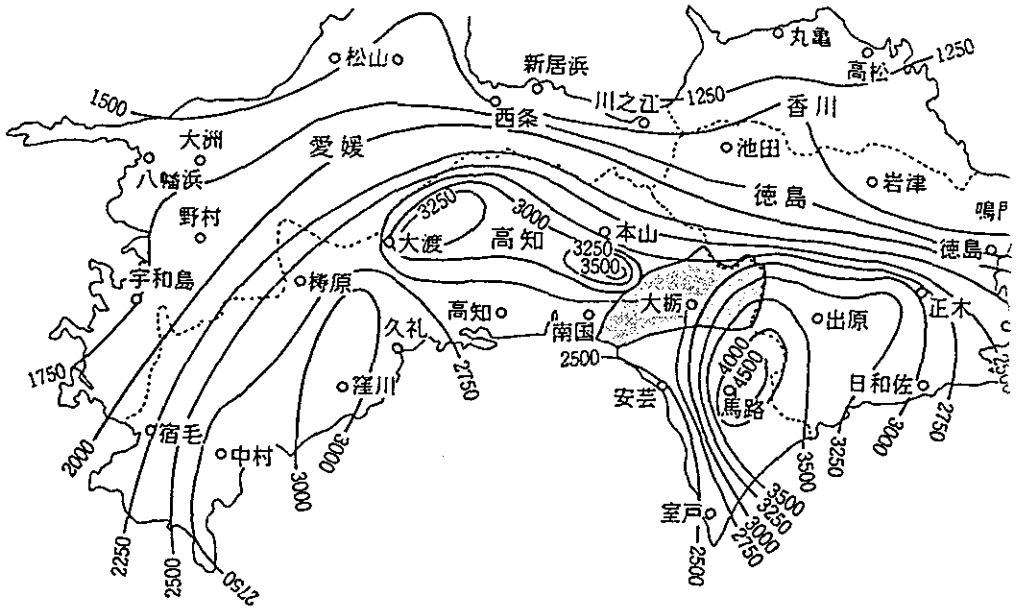 丸亀
高松
1250
松山
新居浜
川之江
1250
1500
西条
香川
大洲
愛媛
池田
八幡浜
岩津
徳島
野村
3250
3000
本山
鳴門
大渡
高知
3250
3500
徳島
宇和島
梼原
高知
南国
大栃
出原
正木
久礼
2500
4000
4500
1750
2750
窪川
安芸
馬路
日和佐
2000
宿毛
中村
3000
3000
3500
3250
3000
2750
室戸
3500
3250
3000
2750
2500
2250
2500
2750